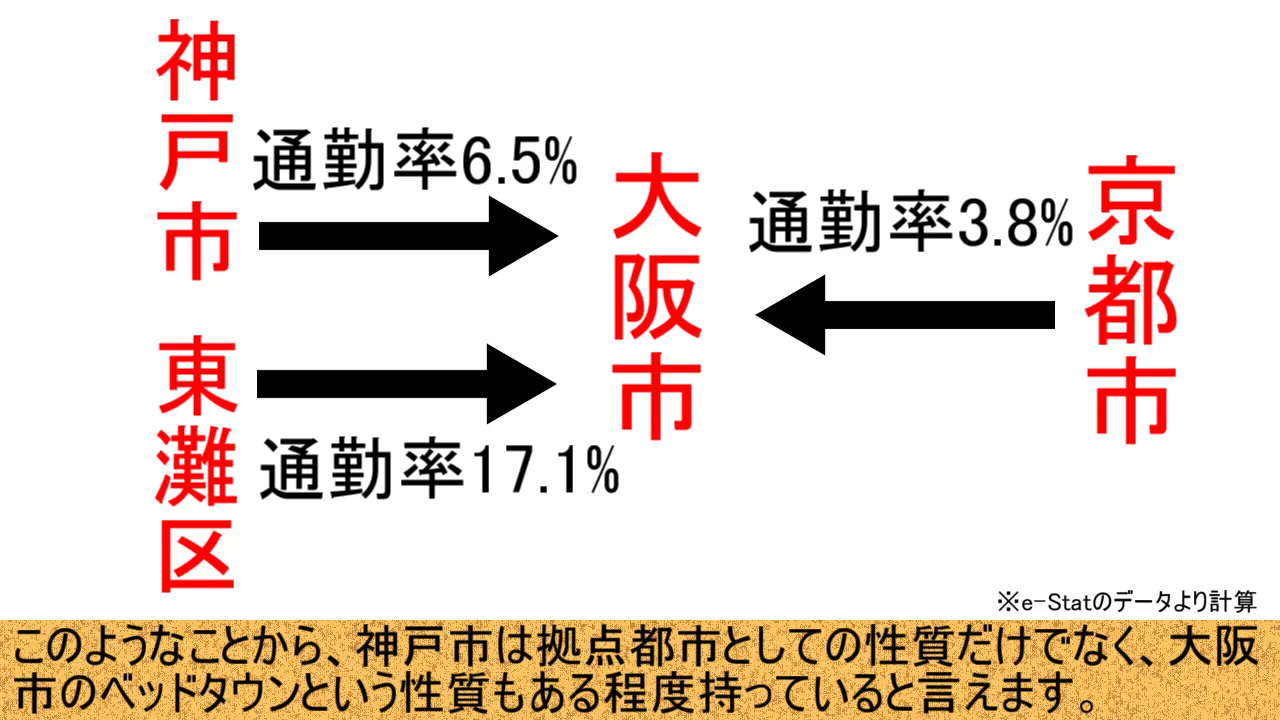 神戸市
通勤率6.5%
大阪市
通勤率3.8%
京都市
東灘区
通勤率17.1%
※e-Statのデータより計算
このようなことから、神戸市は拠点都市としての性質だけでなく、大阪
市のベッドタウンという性質もある程度持っていると言えます。